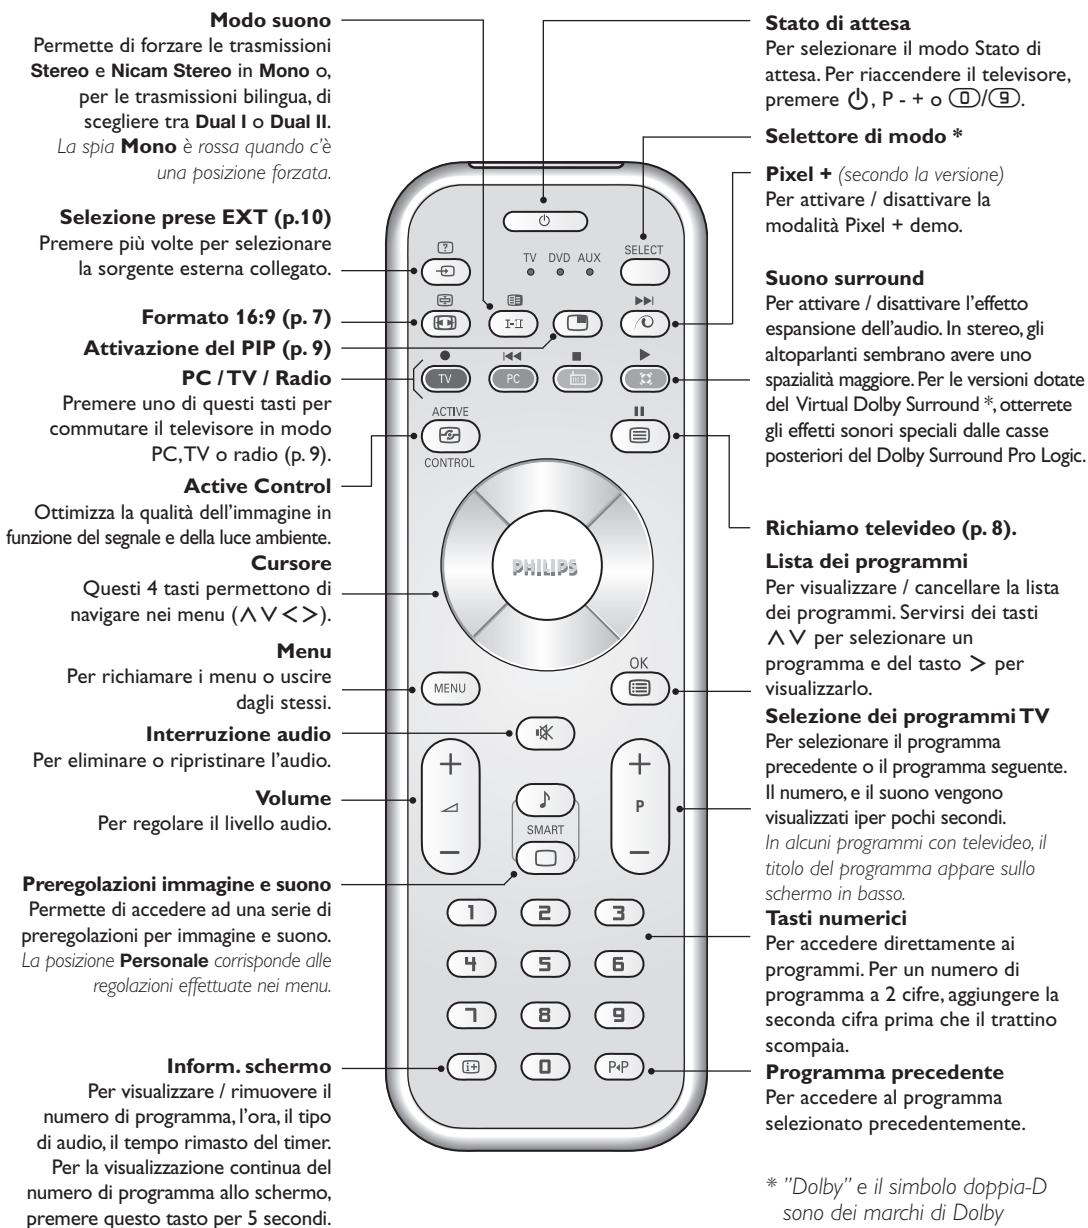 Modo suono
Permette di forzare le trasmissioni
Stereo e Nicam Stereo in Mono o,
per le trasmissioni bilingua, di
scegliere tra Dual I o Dual II.
La spia Mono è rossa quando c'è
una posizione forzata.
Selezione prese EXT (p.10)
Premere più volte per selezionare
la sorgente esterna collegato.
Formato 16:9 (p. 7)
Attivazione del PIP (p. 9)
PC / TV / Radio
Premere uno di questi tasti per
commutare il televisore in modo
PC, TV o radio (p. 9).
Active Control
Ottimizza la qualità dell'immagine in
funzione del segnale e della luce ambiente.
Cursore
Questi 4 tasti permettono di
navigare nei menu (∧∨<>).
Menu
Per richiamare i menu o uscire
dagli stessi.
Interruzione audio
Per eliminare o ripristinare l'audio.
Volume
Per regolare il livello audio.
Preregolazioni immagine e suono
Permette di accedere ad una serie di
preregolazioni per immagine e suono.
La posizione Personale corrisponde alle
regolazioni effettuate nei menu.
Inform. schermo
Per visualizzare / rimuovere il
numero di programma, l'ora, il tipo
di audio, il tempo rimasto del timer.
Per la visualizzazione continua del
numero di programma allo schermo,
premere questo tasto per 5 secondi.
SELECT
TV DVD AUX
I-II
TV
PC
ACTIVE
CONTROL
PHILIPS
OK
MENU
+
+
P
SMART
−
−
1 2 3
4 5 6
7 8 9
i+ 0 P◂P
Stato di attesa
Per selezionare il modo Stato di
attesa. Per riaccendere il televisore,
premere ⏻, P - + o 0/9.
Selettore di modo *
Pixel + (secondo la versione)
Per attivare / disattivare la
modalità Pixel + demo.
Suono surround
Per attivare / disattivare l'effetto
espansione dell'audio. In stereo, gli
altoparlanti sembrano avere uno
spazialità maggiore. Per le versioni dotate
del Virtual Dolby Surround *, otterrete
gli effetti sonori speciali dalle casse
posteriori del Dolby Surround Pro Logic.
Richiamo televideo (p. 8).
Lista dei programmi
Per visualizzare / cancellare la lista
dei programmi. Servirsi dei tasti
∧∨ per selezionare un
programma e del tasto > per
visualizzarlo.
Selezione dei programmi TV
Per selezionare il programma
precedente o il programma seguente.
Il numero, e il suono vengono
visualizzati iper pochi secondi.
In alcuni programmi con televideo, il
titolo del programma appare sullo
schermo in basso.
Tasti numerici
Per accedere direttamente ai
programmi. Per un numero di
programma a 2 cifre, aggiungere la
seconda cifra prima che il trattino
scompaia.
Programma precedente
Per accedere al programma
selezionato precedentemente.
* "Dolby" e il simbolo doppia-D
sono dei marchi di Dolby